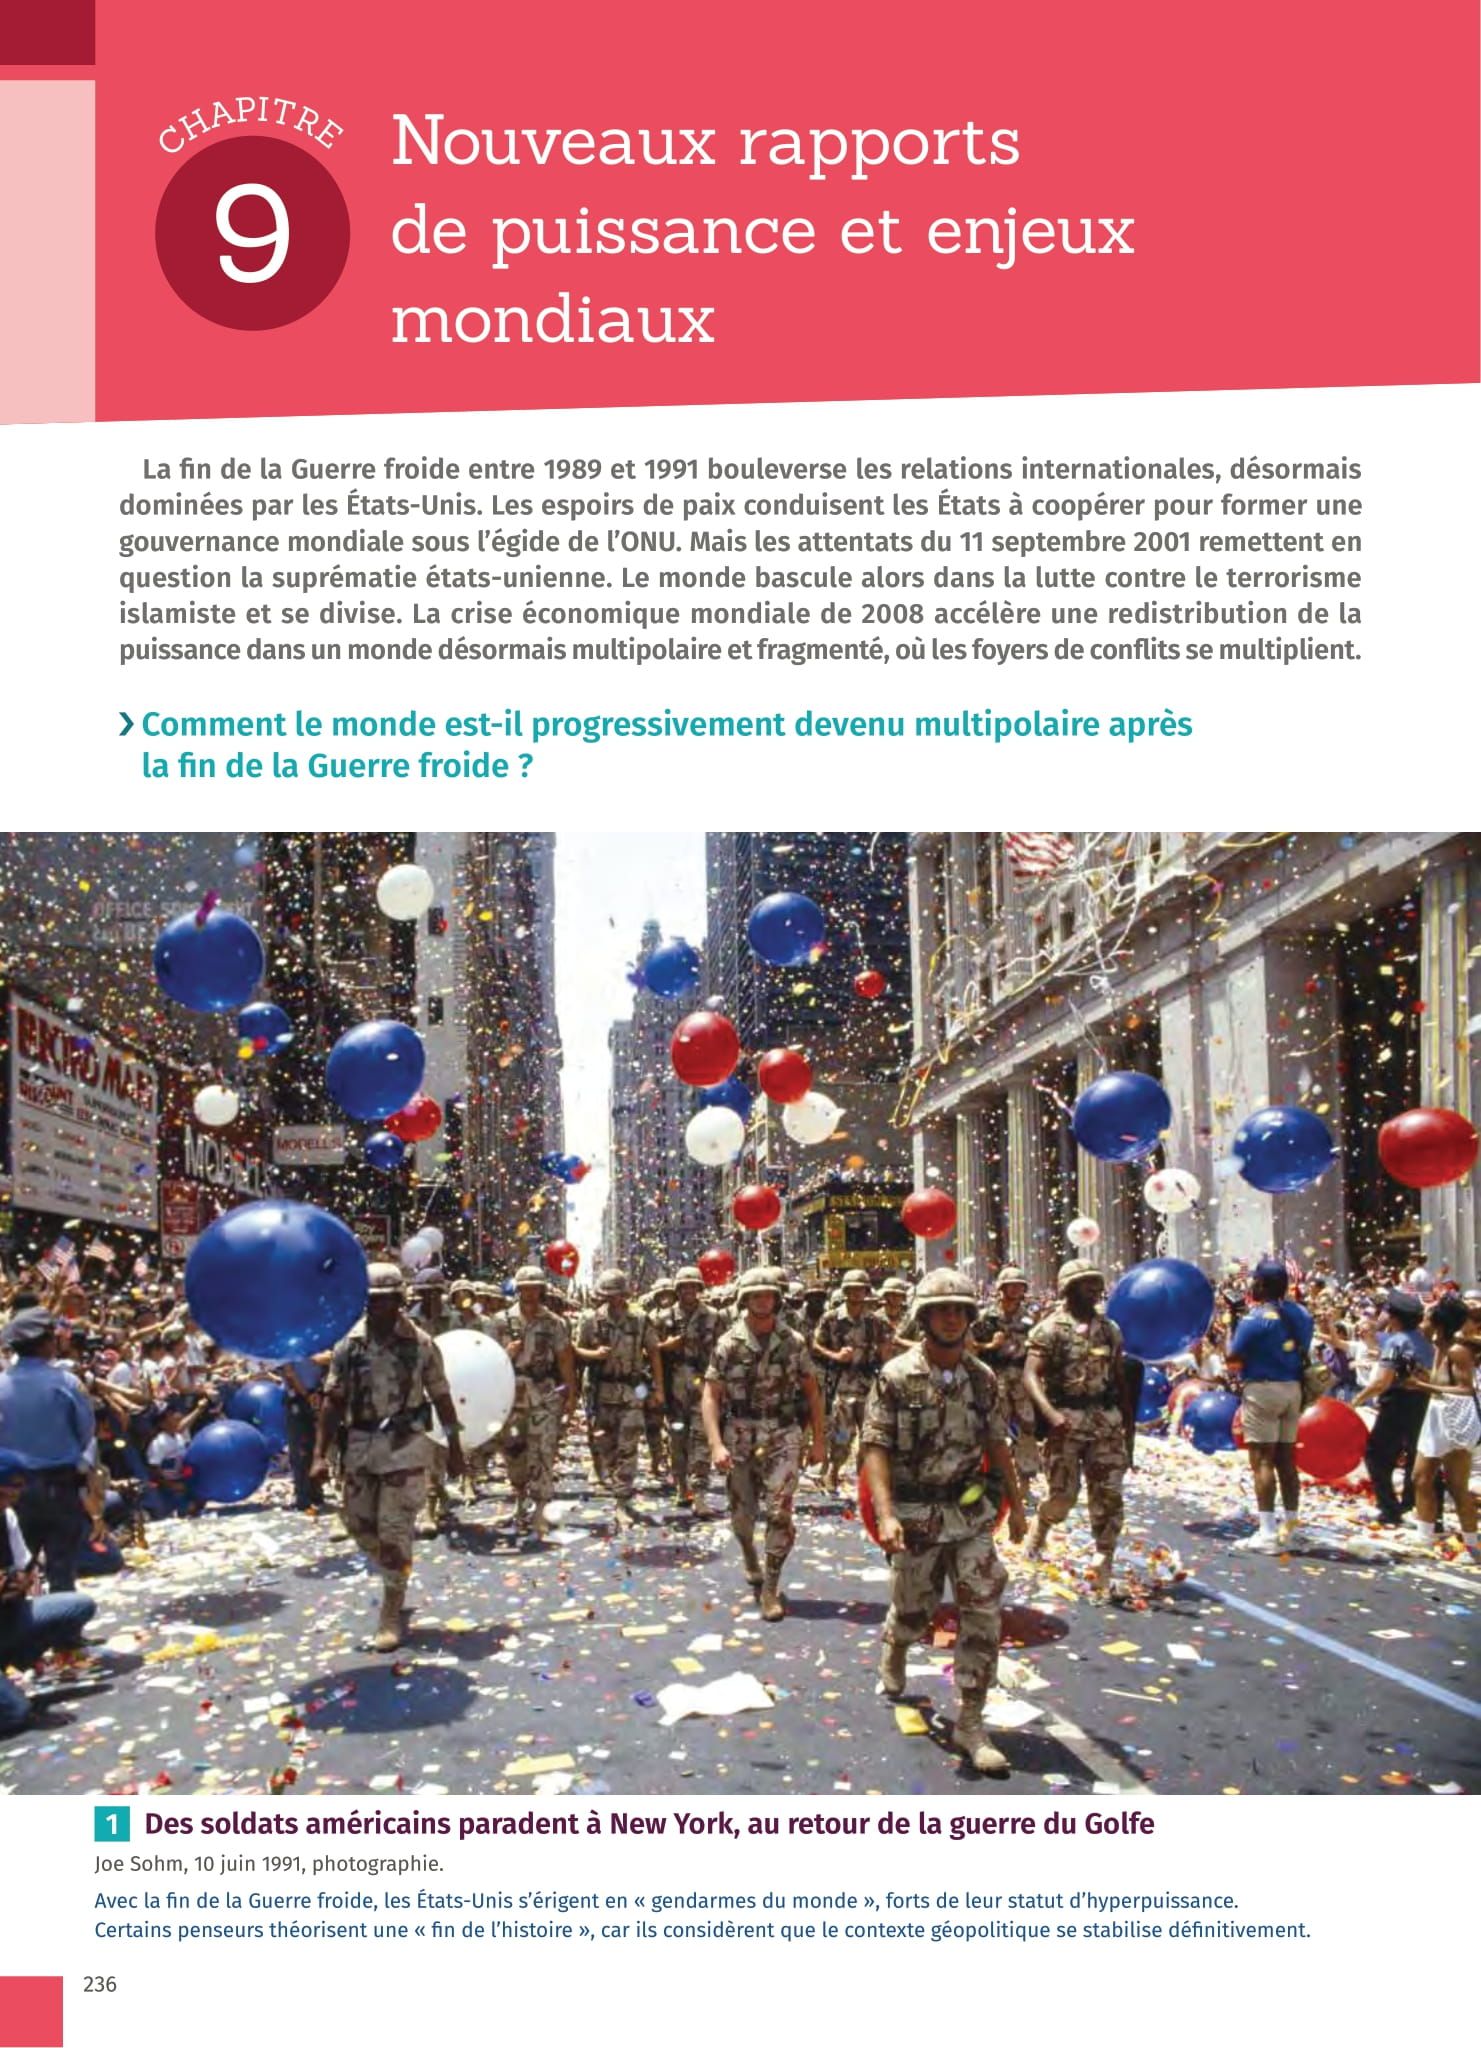 CHAPITRE
9
Nouveaux rapports
de puissance et enjeux
mondiaux
La fin de la Guerre froide entre 1989 et 1991 bouleverse les relations internationales, désormais
dominées par les États-Unis. Les espoirs de paix conduisent les États à coopérer pour former une
gouvernance mondiale sous l’égide de l’ONU. Mais les attentats du 11 septembre 2001 remettent en
question la suprématie états-unienne. Le monde bascule alors dans la lutte contre le terrorisme
islamiste et se divise. La crise économique mondiale de 2008 accélère une redistribution de la
puissance dans un monde désormais multipolaire et fragmenté, où les foyers de conflits se multiplient.
› Comment le monde est-il progressivement devenu multipolaire après
la fin de la Guerre froide ?
OFFICE
MODELL'S
1 Des soldats américains paradent à New York, au retour de la guerre du Golfe
Joe Sohm, 10 juin 1991, photographie.
Avec la fin de la Guerre froide, les États-Unis s’érigent en « gendarmes du monde », forts de leur statut d’hyperpuissance.
Certains penseurs théorisent une « fin de l’histoire », car ils considèrent que le contexte géopolitique se stabilise définitivement.
236